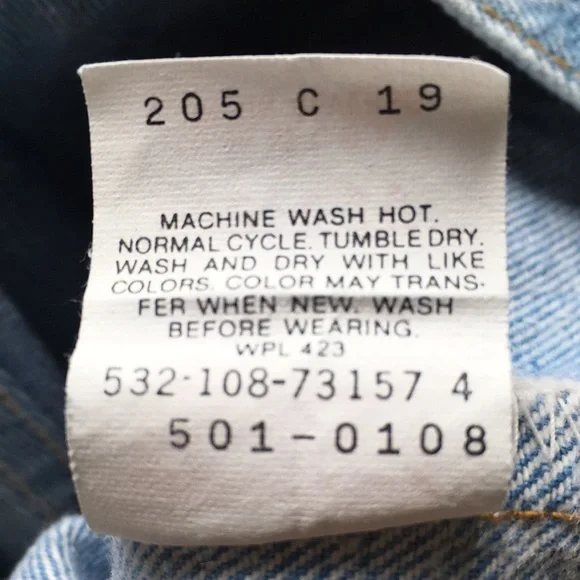 205 C 19
MACHINE WASH HOT.
NORMAL CYCLE. TUMBLE DRY.
WASH AND DRY WITH LIKE
COLORS. COLOR MAY TRANS-
FER WHEN NEW. WASH
BEFORE WEARING.
WPL 423
532-108-73157 4
501-0108